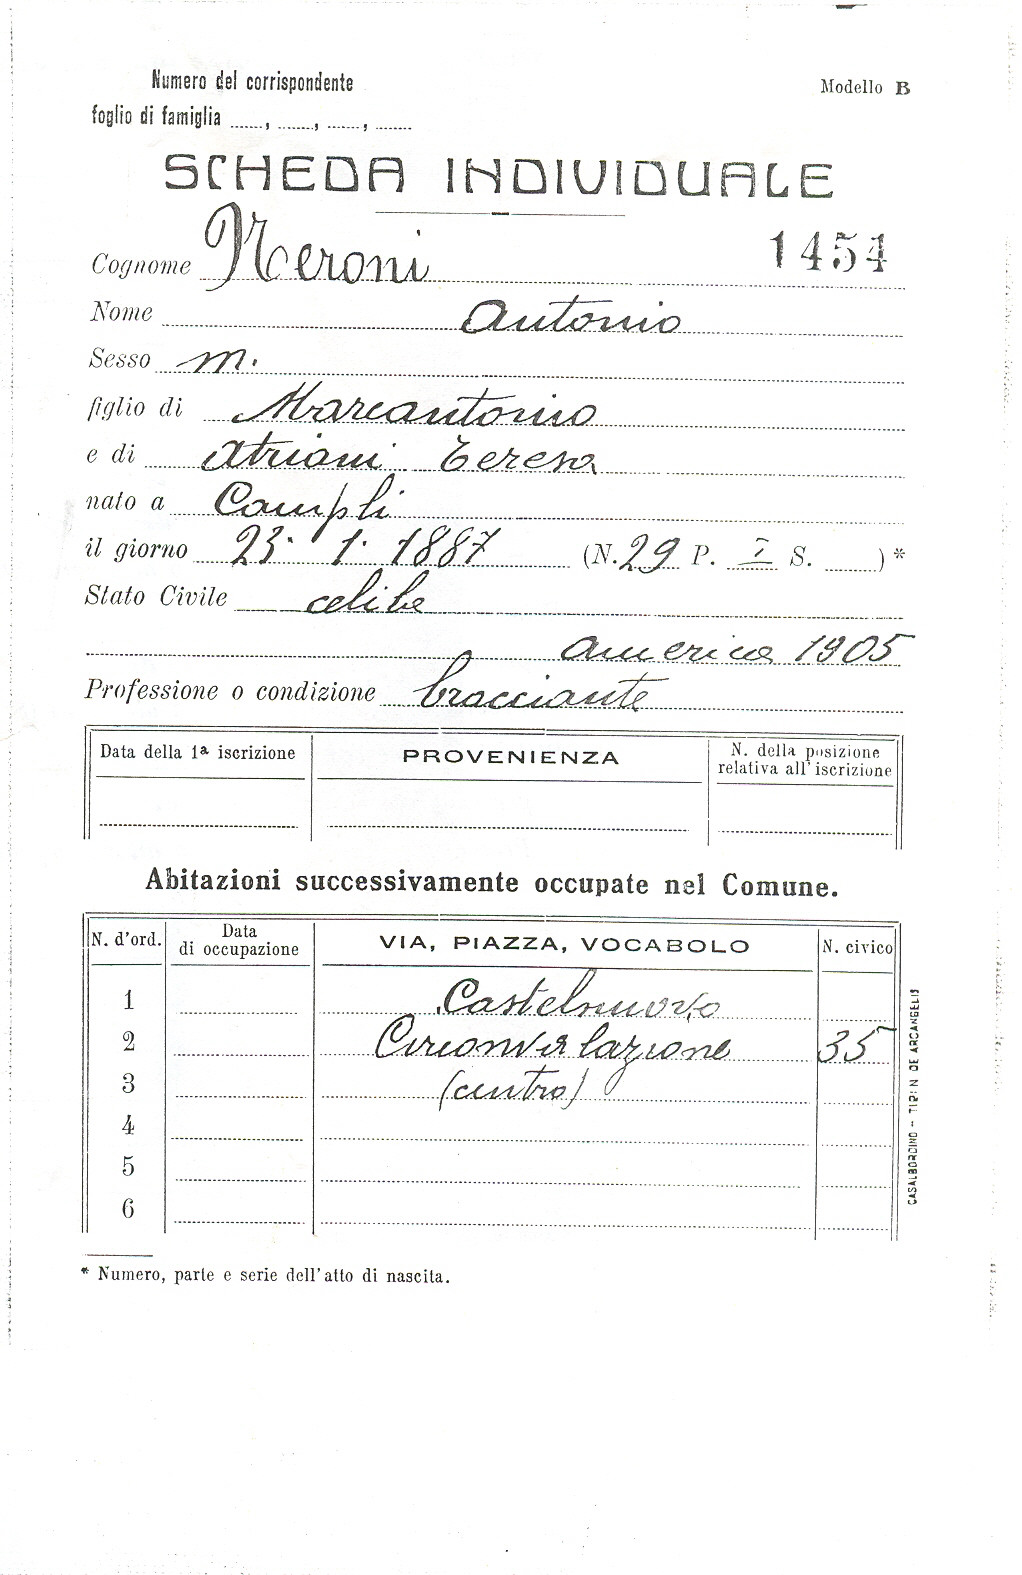 Numero del corrispondente
Modello B
foglio di famiglia ......, ......., ......, .......
SCHEDA INDIVIDUALE
Cognome Neroni 1454
Nome Antonio
Sesso m.
figlio di Marcantonio
e di Atriani Teresa
nato a Campli
il giorno 23. 1. 1887 (N. 29 P. I S. ......)*
Stato Civile celibe
America 1905
Professione o condizione bracciante
Data della 1ª iscrizione PROVENIENZA N. della posizione
relativa all'iscrizione
Abitazioni successivamente occupate nel Comune.
N. d'ord. Data di occupazione VIA, PIAZZA, VOCABOLO N. civico
1 Castelnuovo
2 Circonvallazione 35
3 (centro)
4
5
6
CASALBORDINO – TIP. N. DE ARCANGELIS
* Numero, parte e serie dell'atto di nascita.